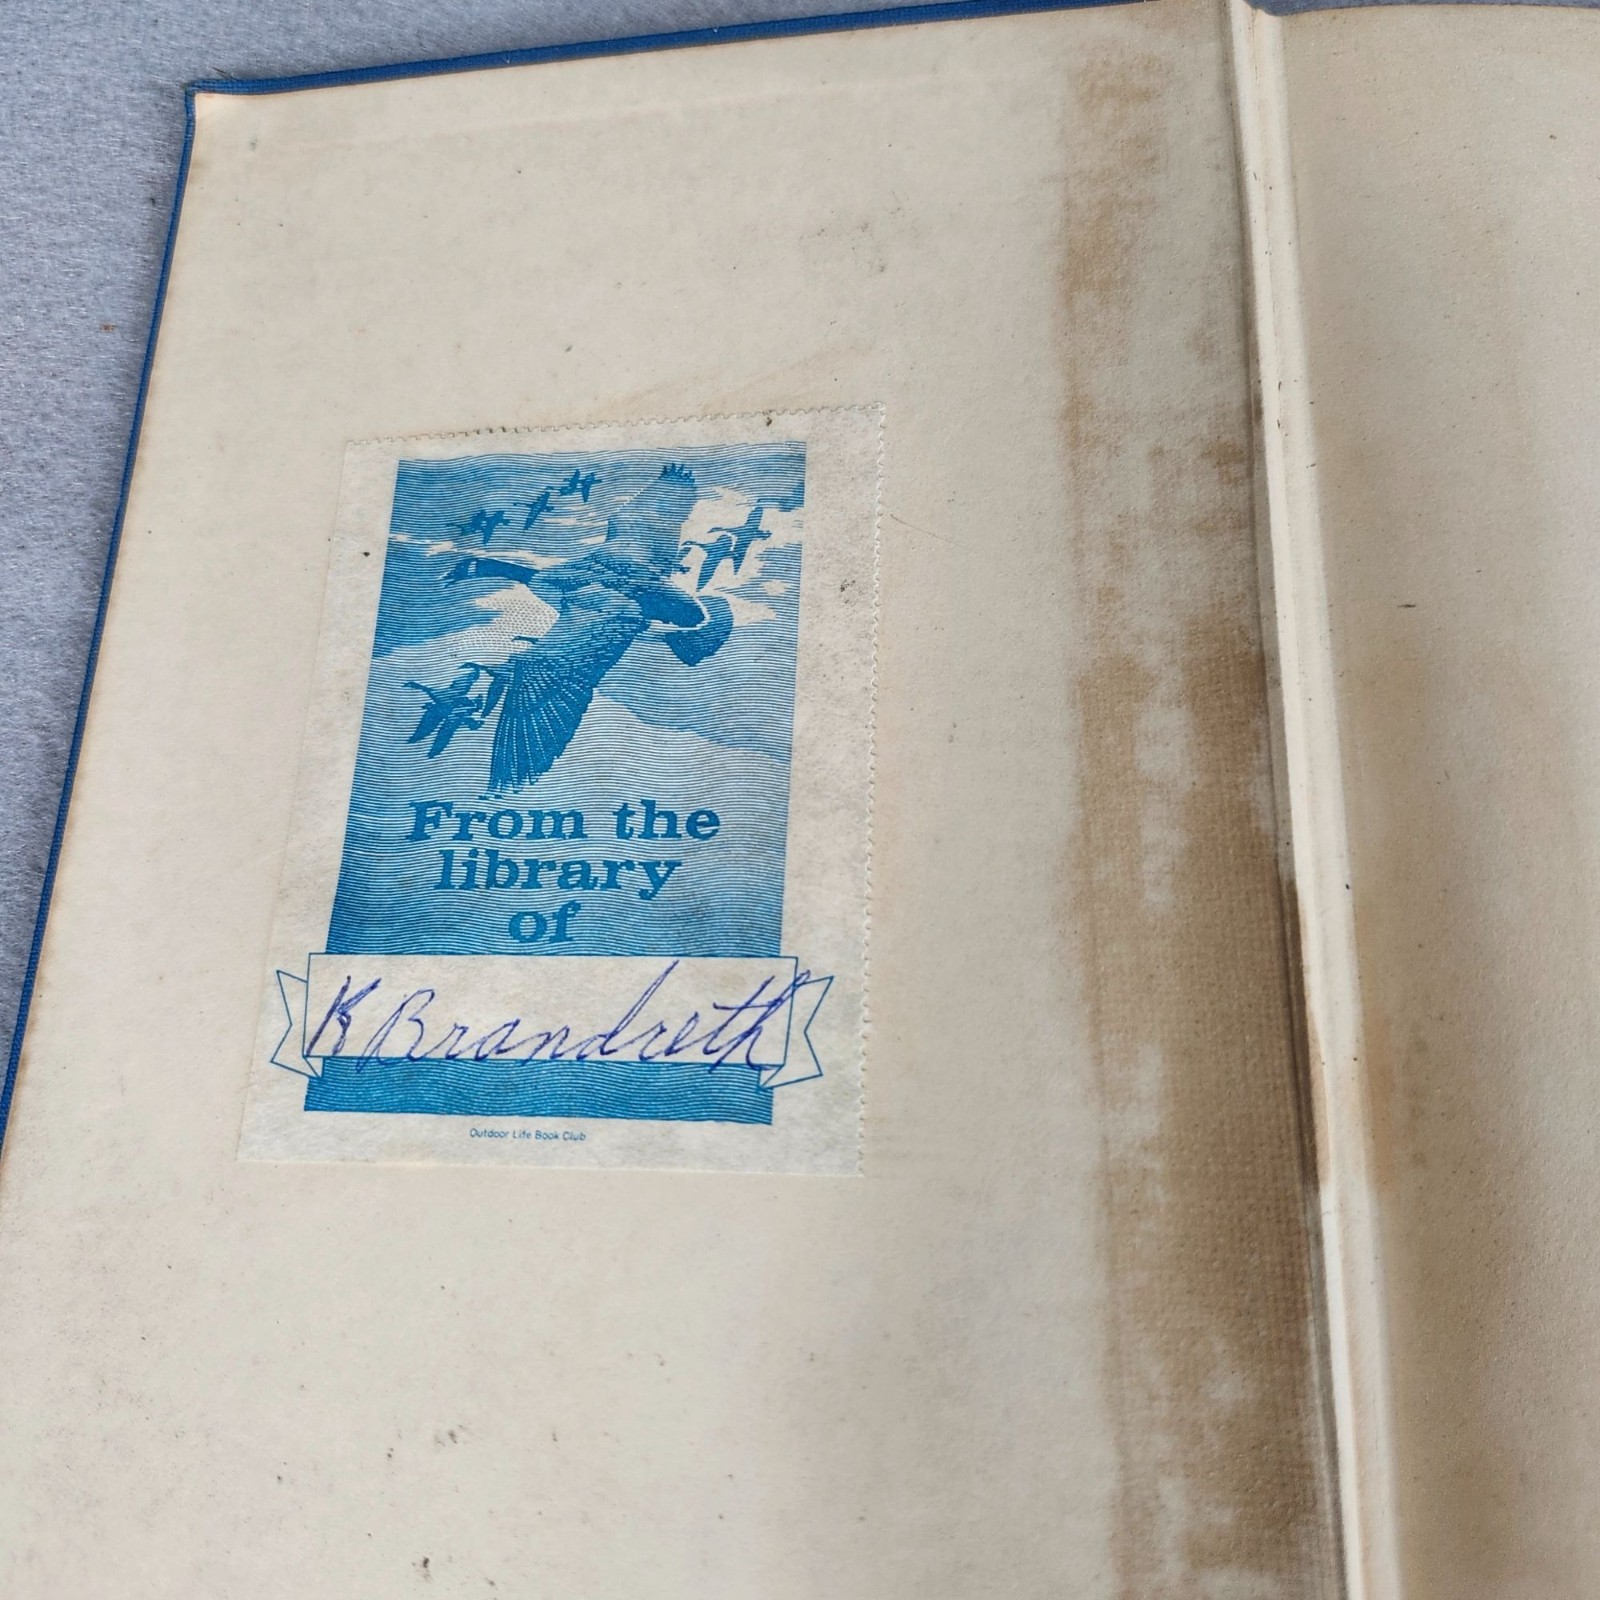 From the
library
of
K Brandreth
Outdoor Life Book Club